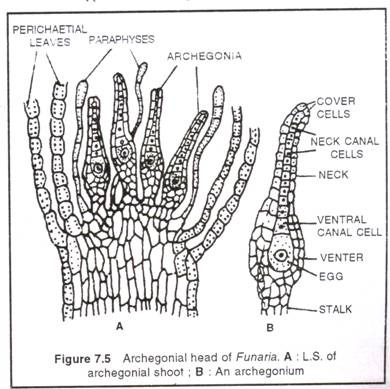 PERICHAETIAL
LEAVES
PARAPHYSES
ARCHEGONIA
COVER
CELLS
NECK CANAL
CELLS
NECK
VENTRAL
CANAL CELL
VENTER
EGG
STALK
A
B
Figure 7.5 Archegonial head of Funaria. A : L.S. of
archegonial shoot ; B : An archegonium